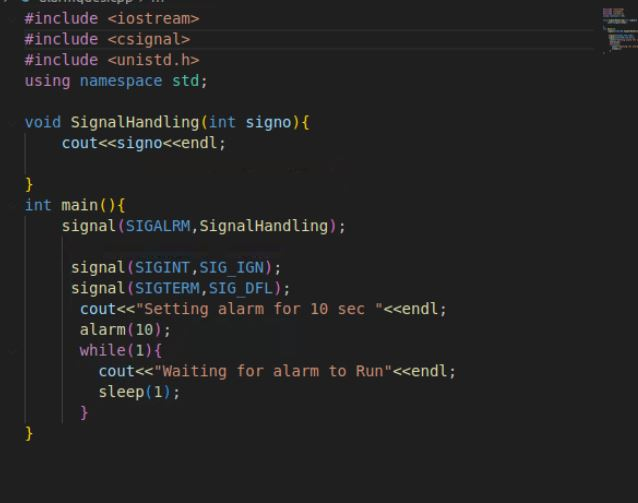 #include <iostream>
#include <csignal>
#include <unistd.h>
using namespace std;

void SignalHandling(int signo){
    cout<<signo<<endl;

}
int main(){
    signal(SIGALRM,SignalHandling);

     signal(SIGINT,SIG_IGN);
     signal(SIGTERM,SIG_DFL);
      cout<<"Setting alarm for 10 sec "<<endl;
      alarm(10);
      while(1){
        cout<<"Waiting for alarm to Run"<<endl;
        sleep(1);
      }
}